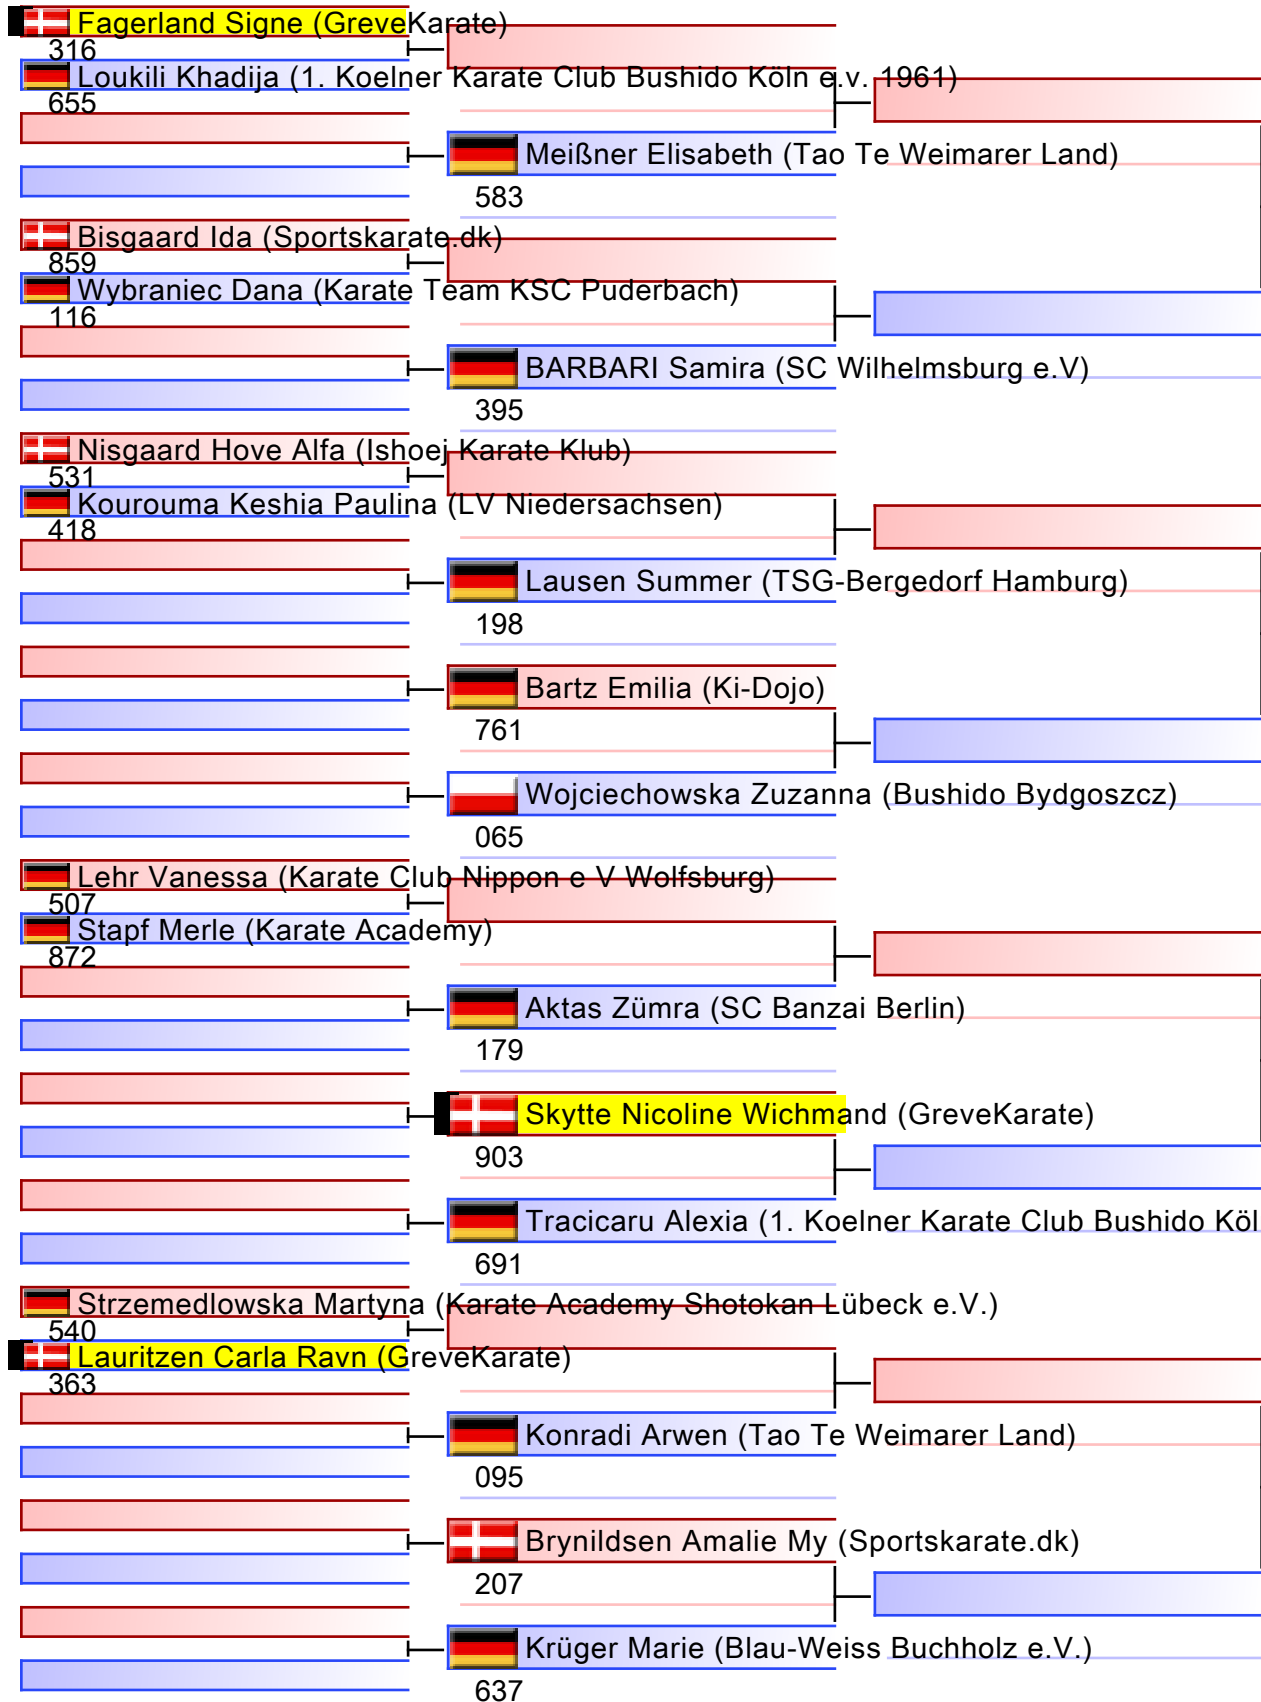 Fagerland Signe (GreveKarate)
316
Loukili Khadija (1. Koelner Karate Club Bushido Köln e.v. 1961)
655
Meißner Elisabeth (Tao Te Weimarer Land)
583
Bisgaard Ida (Sportskarate.dk)
859
Wybraniec Dana (Karate Team KSC Puderbach)
116
BARBARI Samira (SC Wilhelmsburg e.V)
395
Nisgaard Hove Alfa (Ishoej Karate Klub)
531
Kourouma Keshia Paulina (LV Niedersachsen)
418
Lausen Summer (TSG-Bergedorf Hamburg)
198
Bartz Emilia (Ki-Dojo)
761
Wojciechowska Zuzanna (Bushido Bydgoszcz)
065
Lehr Vanessa (Karate Club Nippon e V Wolfsburg)
507
Stapf Merle (Karate Academy)
872
Aktas Zümra (SC Banzai Berlin)
179
Skytte Nicoline Wichmand (GreveKarate)
903
Tracicaru Alexia (1. Koelner Karate Club Bushido Köl
691
Strzemedlowska Martyna (Karate Academy Shotokan Lübeck e.V.)
540
Lauritzen Carla Ravn (GreveKarate)
363
Konradi Arwen (Tao Te Weimarer Land)
095
Brynildsen Amalie My (Sportskarate.dk)
207
Krüger Marie (Blau-Weiss Buchholz e.V.)
637